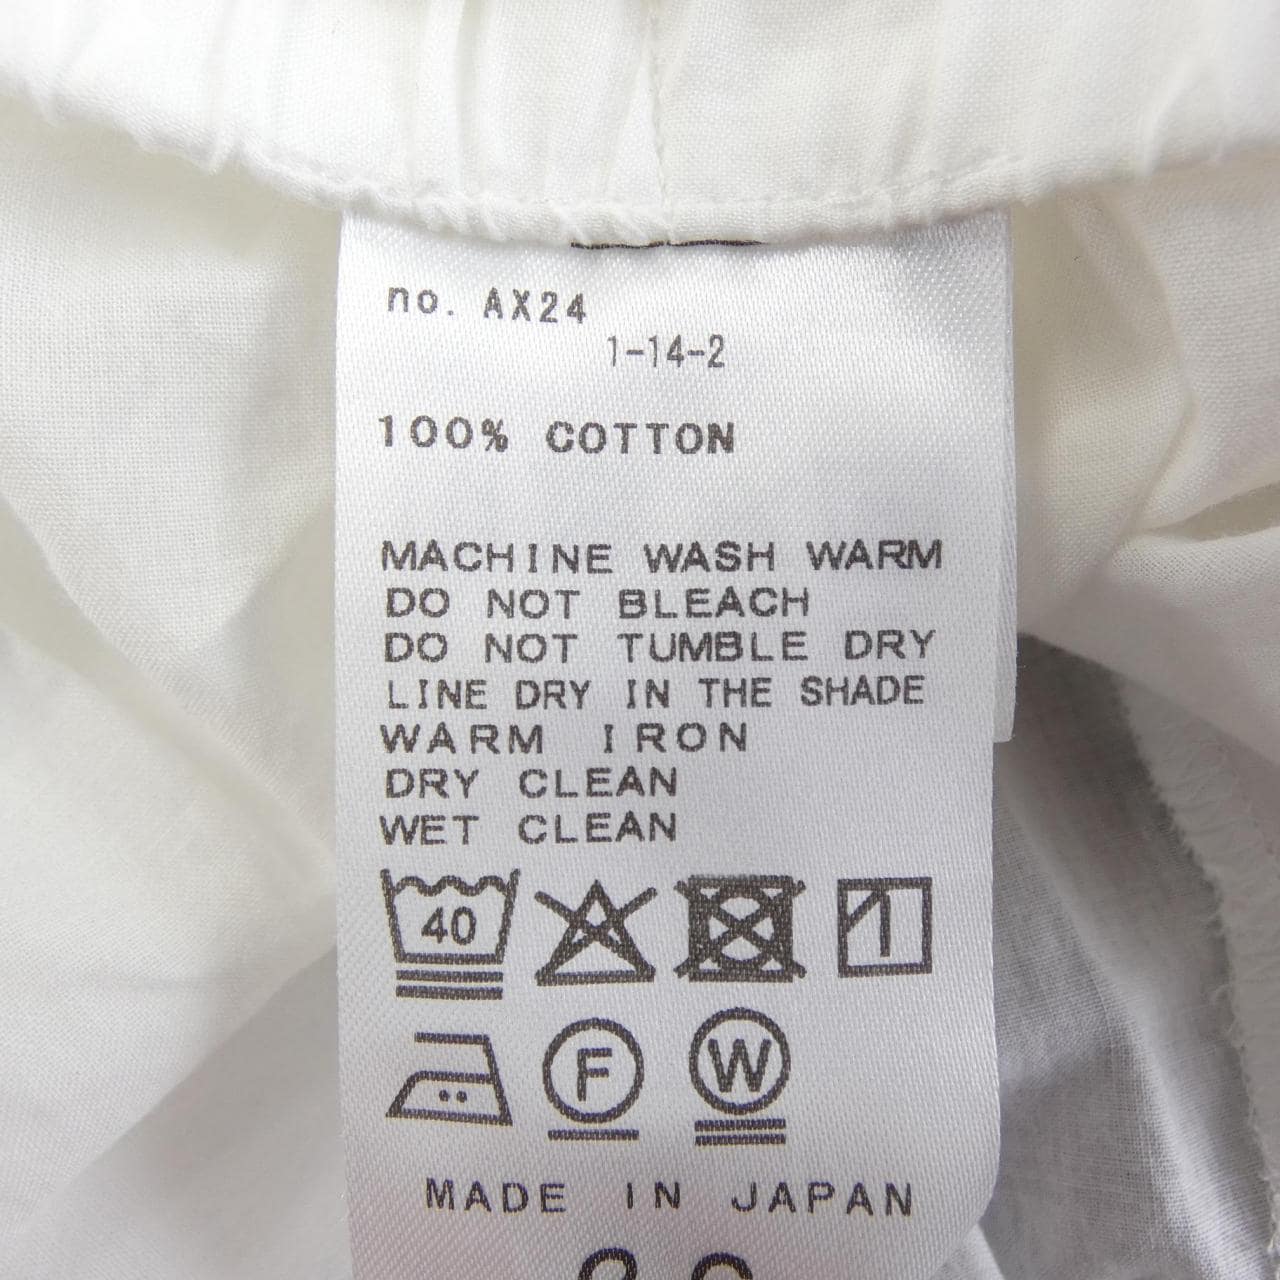 no. AX24
1-14-2
100% COTTON
MACHINE WASH WARM
DO NOT BLEACH
DO NOT TUMBLE DRY
LINE DRY IN THE SHADE
WARM IRON
DRY CLEAN
WET CLEAN
40
F W
MADE IN JAPAN